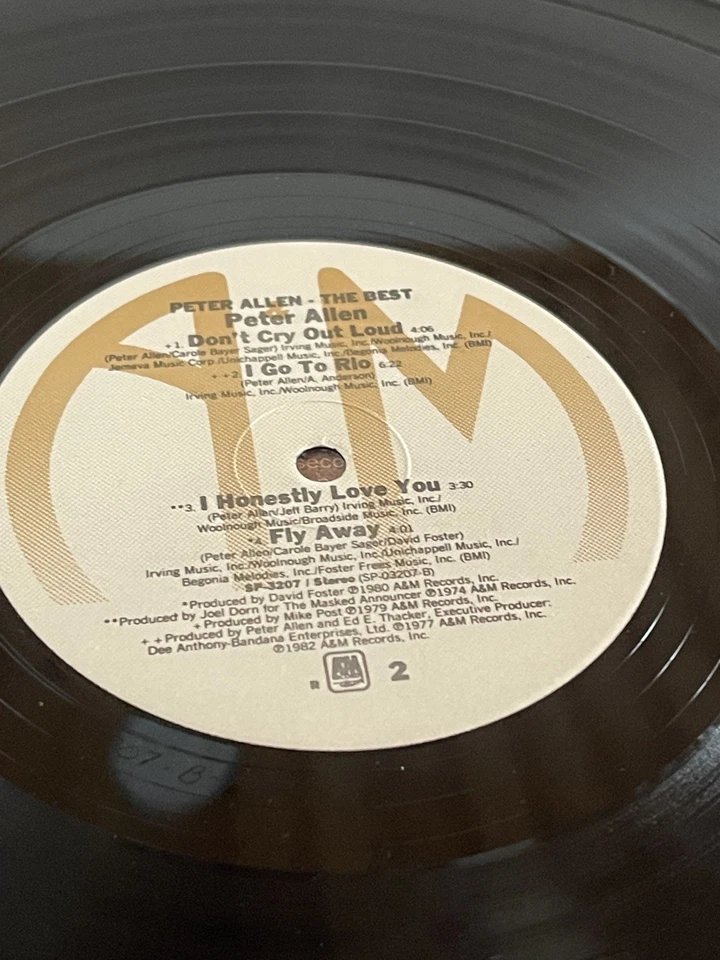 PETER ALLEN - THE BEST
Peter Allen
+1. Don't Cry Out Loud 4:06
(Peter Allen/Carole Bayer Sager) Irving Music, Inc./Woolnough Music, Inc./
Jemava Music Corp./Unichappell Music, Inc./Begonia Melodies, Inc. (BMI)
++2. I Go To Rio 6:22
(Peter Allen/A. Anderson)
Irving Music, Inc./Woolnough Music, Inc. (BMI)
seco
**3. I Honestly Love You 3:30
(Peter Allen/Jeff Barry) Irving Music, Inc./
Woolnough Music/Broadside Music, Inc. (BMI)
*4. Fly Away 4:01
(Peter Allen/Carole Bayer Sager/David Foster)
Irving Music, Inc./Woolnough Music, Inc./Unichappell Music, Inc./
Begonia Melodies, Inc./Foster Frees Music, Inc. (BMI)
SP-3207 / Stereo (SP-03207-B)
*Produced by David Foster ℗1980 A&M Records, Inc.
**Produced by Joel Dorn for The Masked Announcer ℗1974 A&M Records, Inc.
+Produced by Mike Post ℗1979 A&M Records, Inc.
++Produced by Peter Allen and Ed E. Thacker, Executive Producer:
Dee Anthony-Bandana Enterprises, Ltd. ℗1977 A&M Records, Inc.
℗1982 A&M Records, Inc.
R A&M 2
07-B